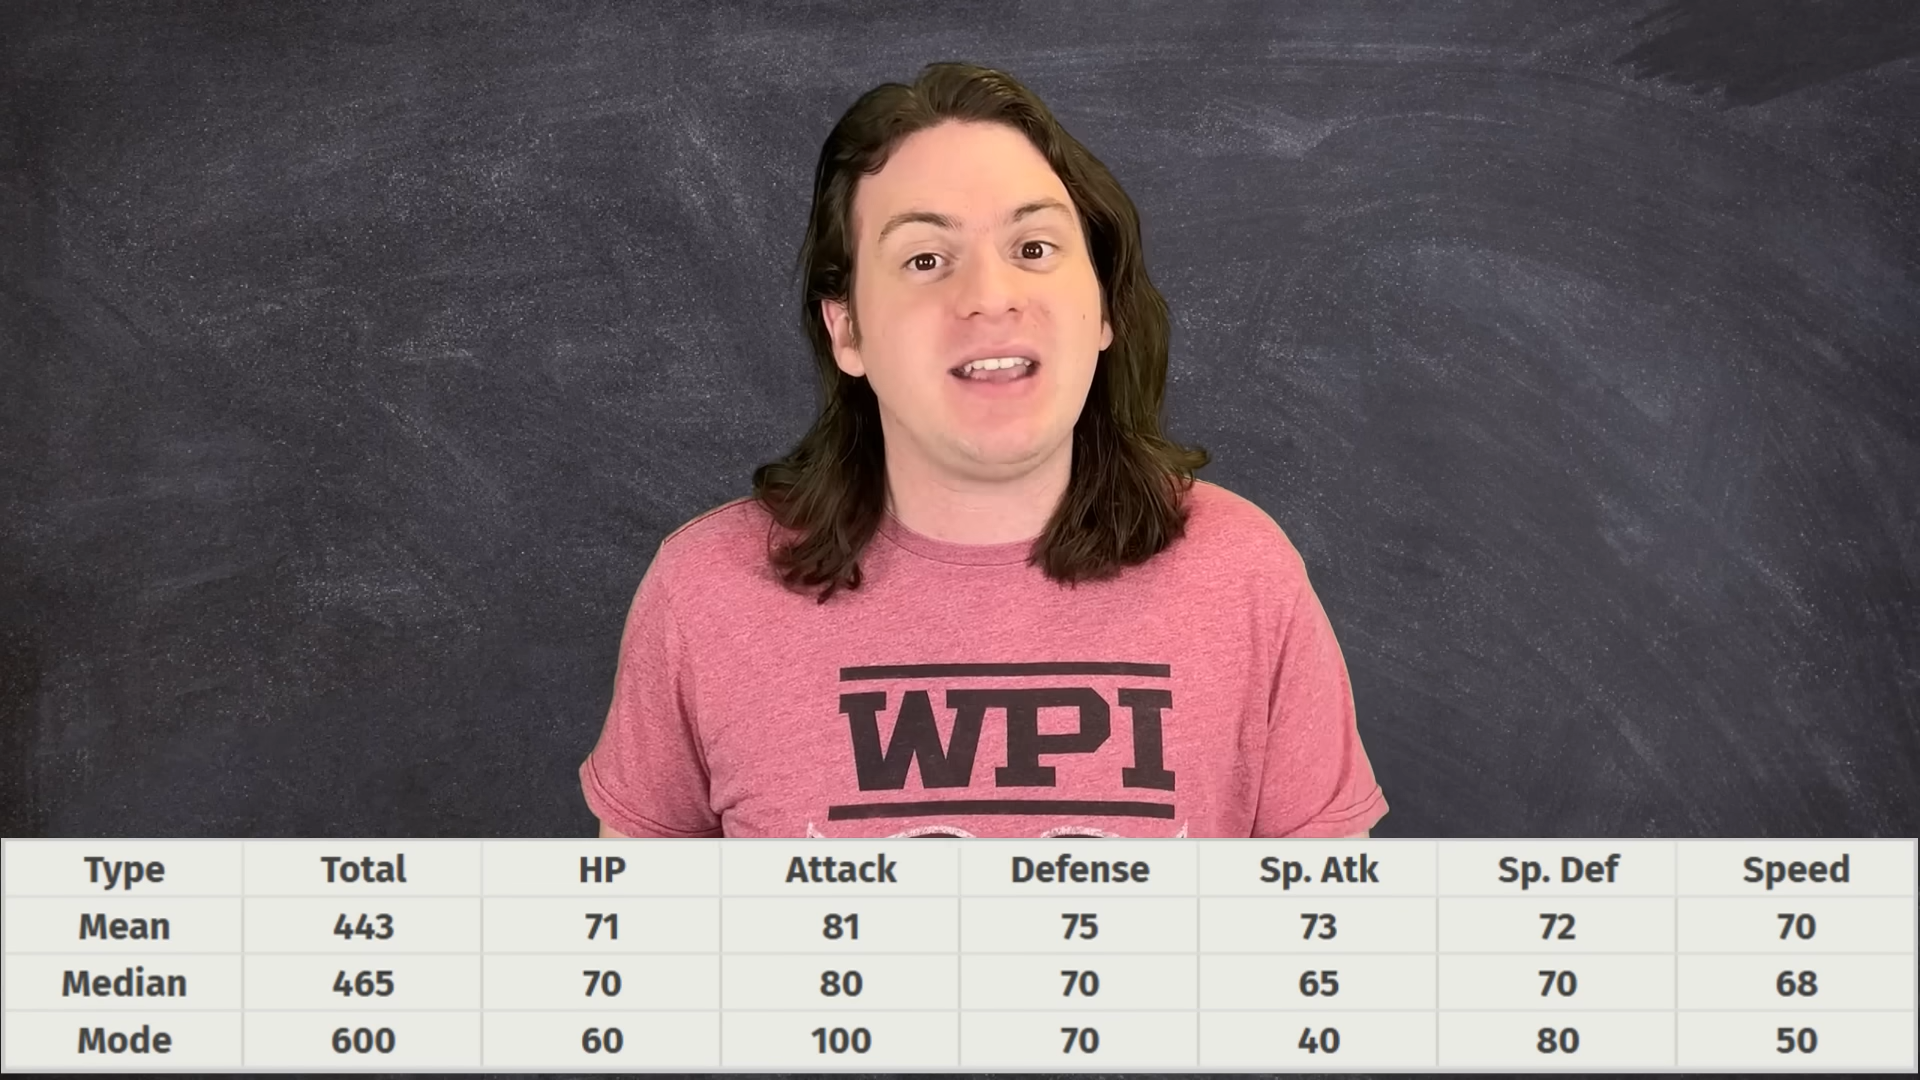 WPI
Type Total HP Attack Defense Sp. Atk Sp. Def Speed
Mean 443 71 81 75 73 72 70
Median 465 70 80 70 65 70 68
Mode 600 60 100 70 40 80 50